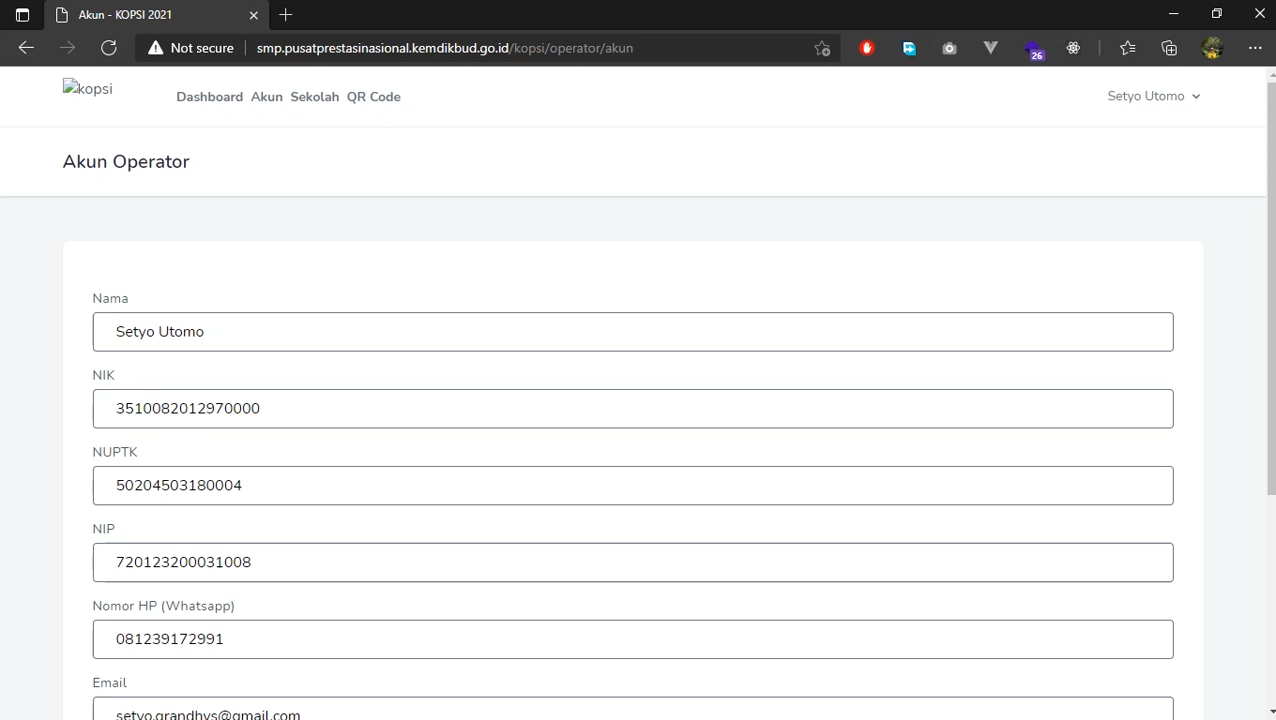 Akun - KOPSI 2021
Not secure
smp.pusatprestasinasional.kemdikbud.go.id/kopsi/operator/akun
26
kopsi
Dashboard Akun Sekolah QR Code
Setyo Utomo
Akun Operator
Nama
Setyo Utomo
NIK
3510082012970000
NUPTK
50204503180004
NIP
720123200031008
Nomor HP (Whatsapp)
081239172991
Email
setyo.grandhys@gmail.com